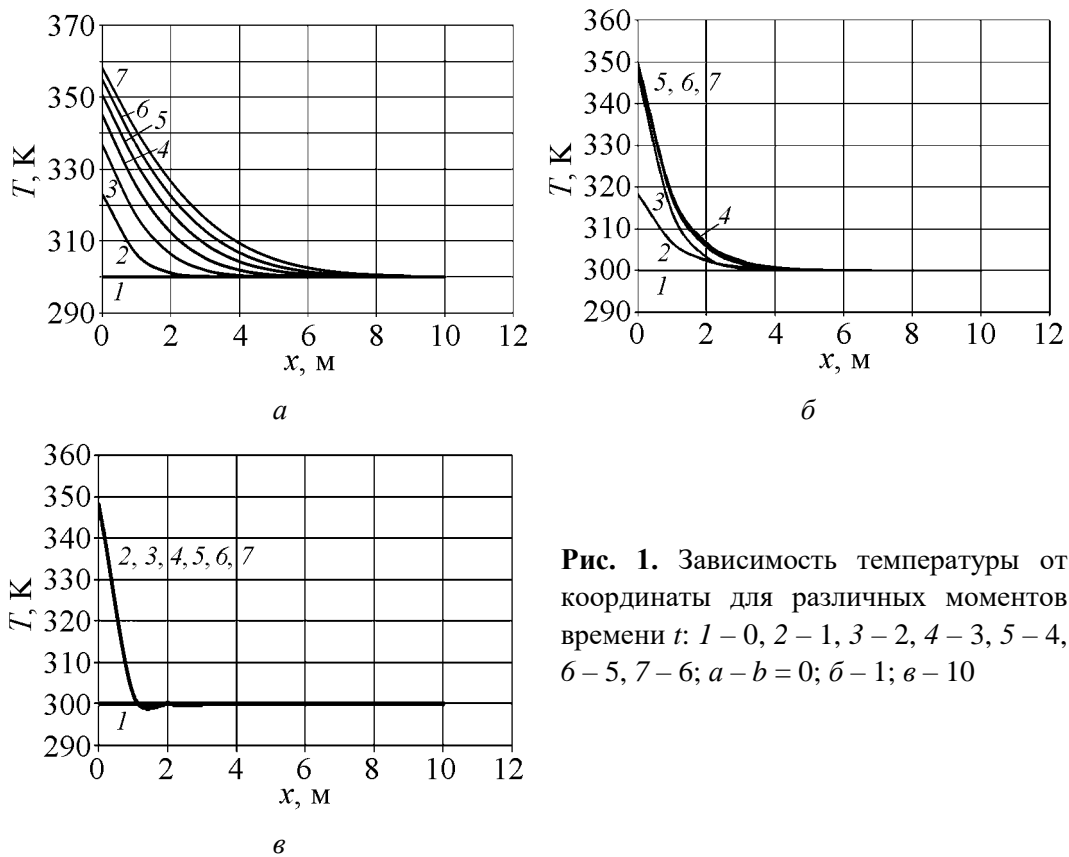 370
350
330
310
290
T, К
7
6
5
4
3
2
1
0 2 4 6 8 10 12
x, м
а
360
350
340
330
320
310
300
290
T, К
5, 6, 7
4
3
2
1
0 2 4 6 8 10 12
x, м
б
360
350
340
330
320
310
300
290
T, К
2, 3, 4, 5, 6, 7
1
0 2 4 6 8 10 12
x, м
в
Рис. 1. Зависимость температуры от
координаты для различных моментов
времени t: 1 – 0, 2 – 1, 3 – 2, 4 – 3, 5 – 4,
6 – 5, 7 – 6; а – b = 0; б – 1; в – 10